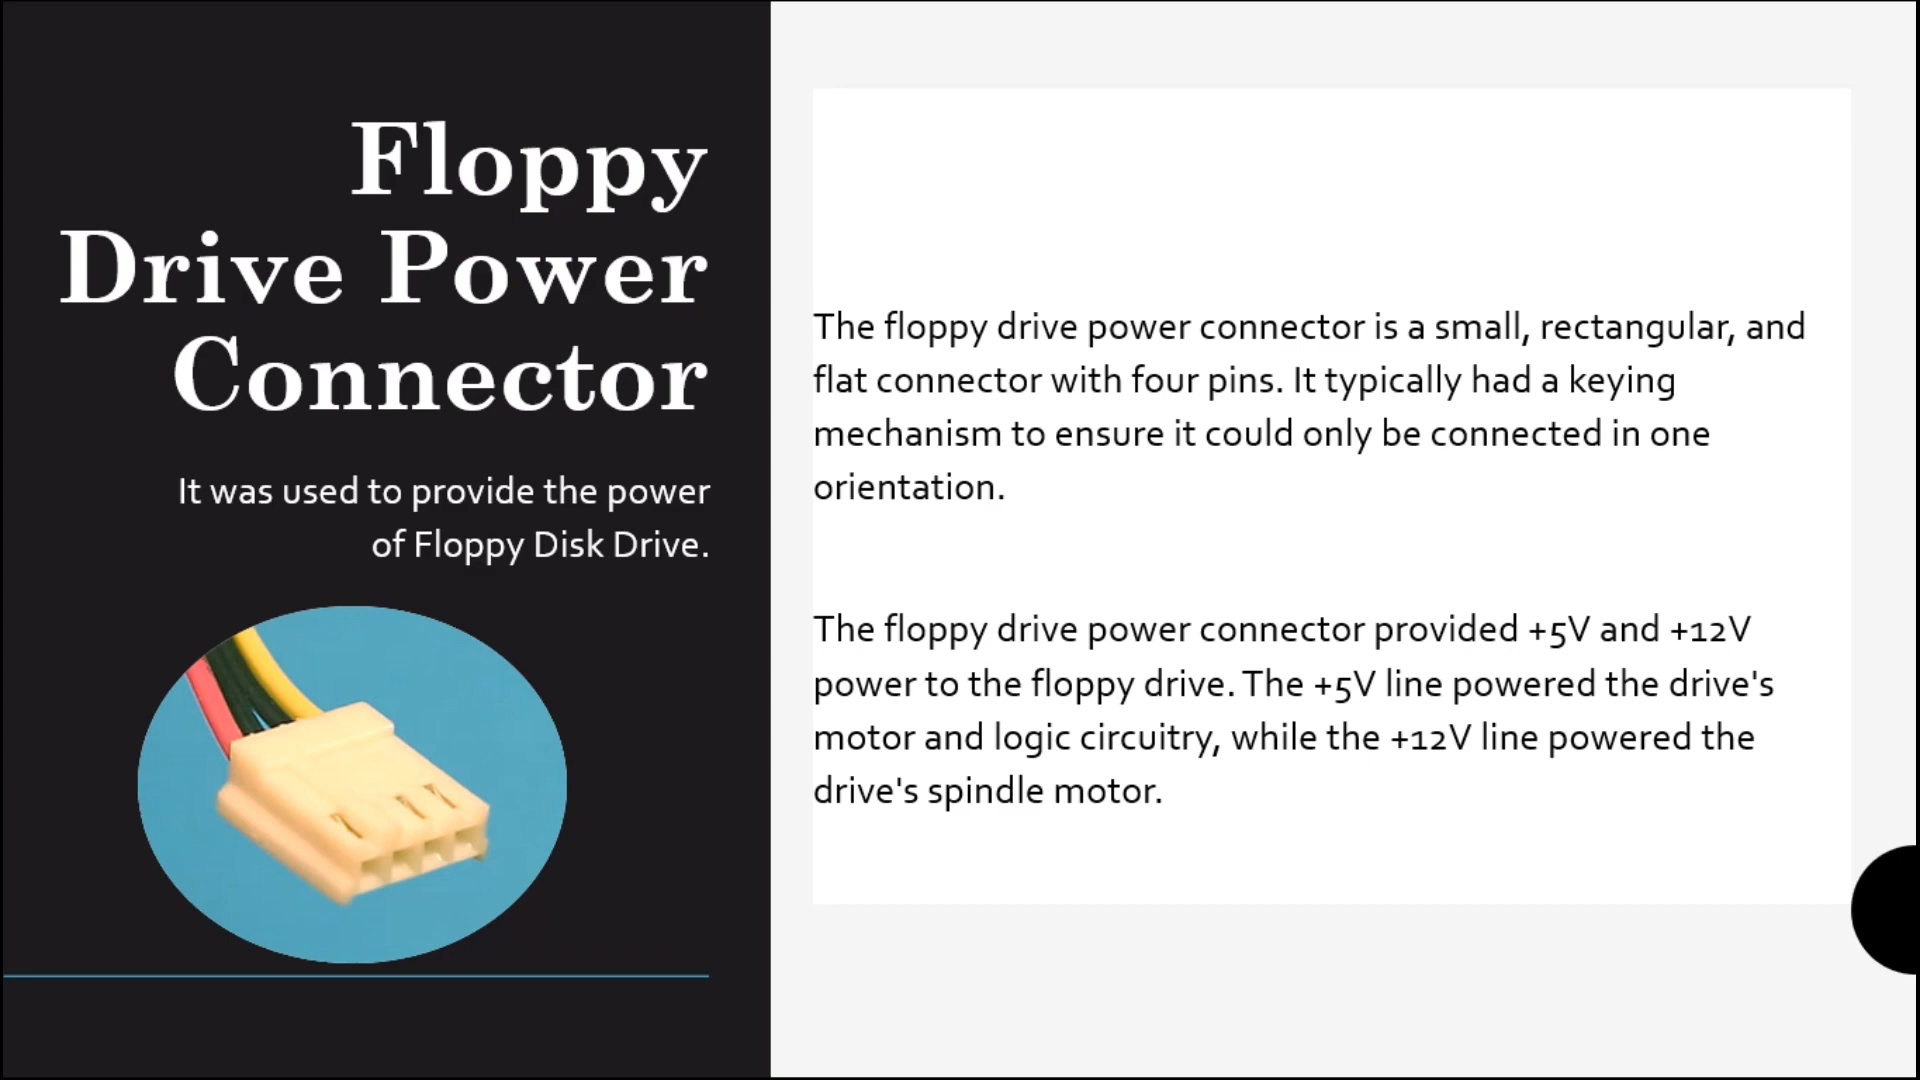 Floppy
Drive Power
Connector
It was used to provide the power
of Floppy Disk Drive.
The floppy drive power connector is a small, rectangular, and
flat connector with four pins. It typically had a keying
mechanism to ensure it could only be connected in one
orientation.
The floppy drive power connector provided +5V and +12V
power to the floppy drive. The +5V line powered the drive's
motor and logic circuitry, while the +12V line powered the
drive's spindle motor.